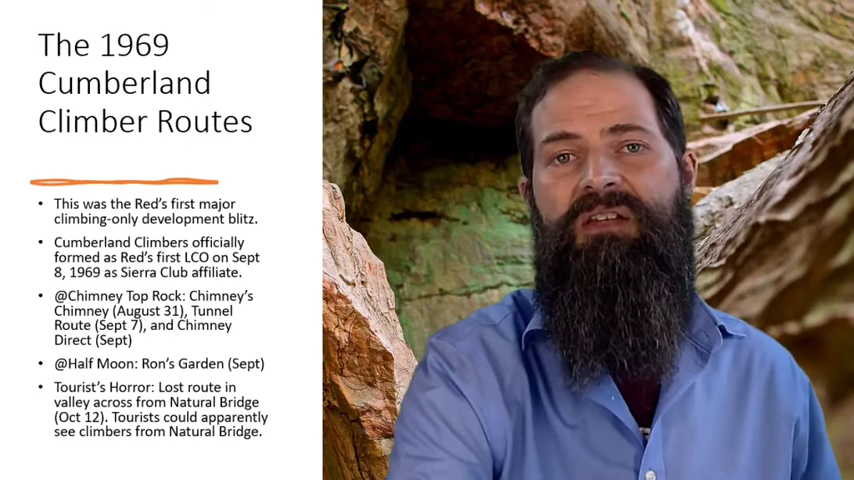 The 1969
Cumberland
Climber Routes
• This was the Red's first major
climbing-only development blitz.
• Cumberland Climbers officially
formed as Red's first LCO on Sept
8, 1969 as Sierra Club affiliate.
• @Chimney Top Rock: Chimney's
Chimney (August 31), Tunnel
Route (Sept 7), and Chimney
Direct (Sept)
• @Half Moon: Ron's Garden (Sept)
• Tourist's Horror: Lost route in
valley across from Natural Bridge
(Oct 12). Tourists could apparently
see climbers from Natural Bridge.